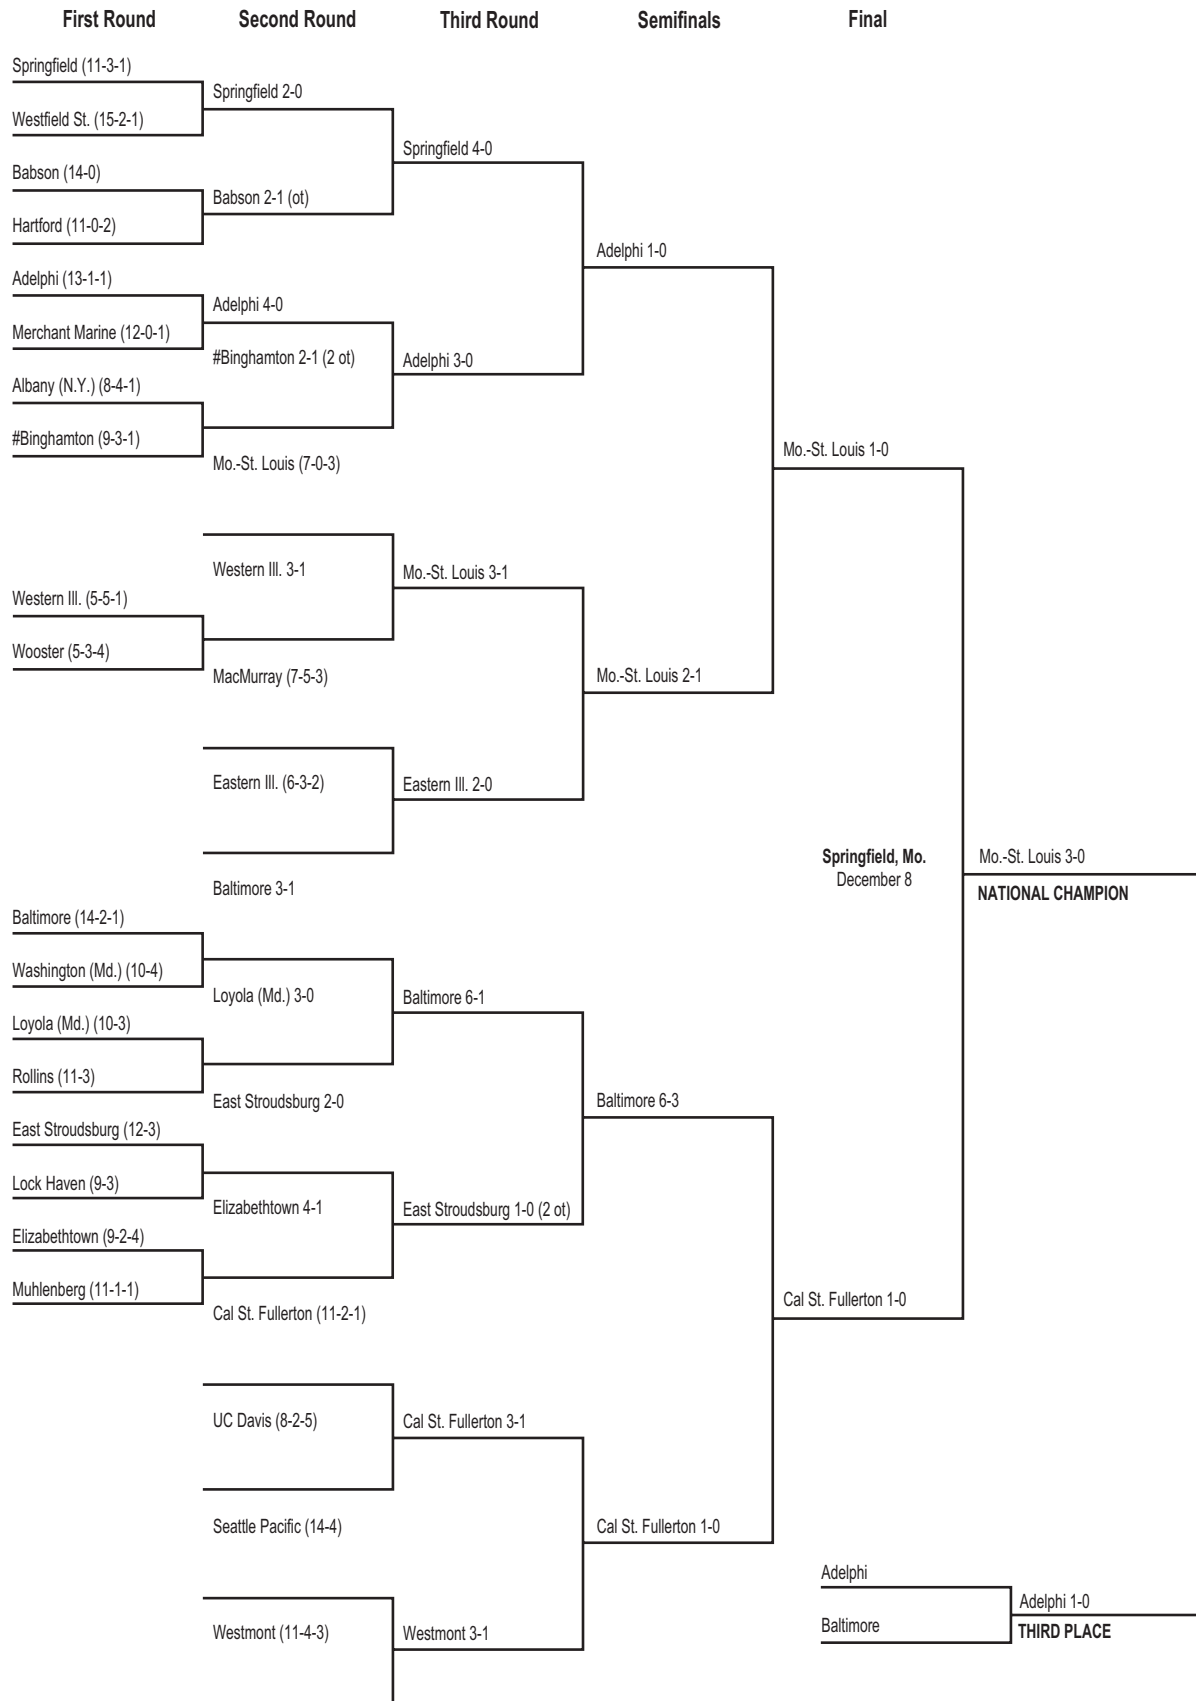 First Round
Second Round
Third Round
Semifinals
Final
Springfield (11-3-1)
Westfield St. (15-2-1)
Babson (14-0)
Hartford (11-0-2)
Adelphi (13-1-1)
Merchant Marine (12-0-1)
Albany (N.Y.) (8-4-1)
#Binghamton (9-3-1)
Western Ill. (5-5-1)
Wooster (5-3-4)
Baltimore (14-2-1)
Washington (Md.) (10-4)
Loyola (Md.) (10-3)
Rollins (11-3)
East Stroudsburg (12-3)
Lock Haven (9-3)
Elizabethtown (9-2-4)
Muhlenberg (11-1-1)
Springfield 2-0
Babson 2-1 (ot)
Adelphi 4-0
#Binghamton 2-1 (2 ot)
Mo.-St. Louis (7-0-3)
Western Ill. 3-1
MacMurray (7-5-3)
Eastern Ill. (6-3-2)
Baltimore 3-1
Loyola (Md.) 3-0
East Stroudsburg 2-0
Elizabethtown 4-1
Cal St. Fullerton (11-2-1)
UC Davis (8-2-5)
Seattle Pacific (14-4)
Westmont (11-4-3)
Springfield 4-0
Adelphi 3-0
Mo.-St. Louis 3-1
Eastern Ill. 2-0
Baltimore 6-1
East Stroudsburg 1-0 (2 ot)
Cal St. Fullerton 3-1
Westmont 3-1
Adelphi 1-0
Mo.-St. Louis 2-1
Baltimore 6-3
Cal St. Fullerton 1-0
Mo.-St. Louis 1-0
Cal St. Fullerton 1-0
Springfield, Mo.
December 8
Mo.-St. Louis 3-0
NATIONAL CHAMPION
Adelphi
Baltimore
Adelphi 1-0
THIRD PLACE